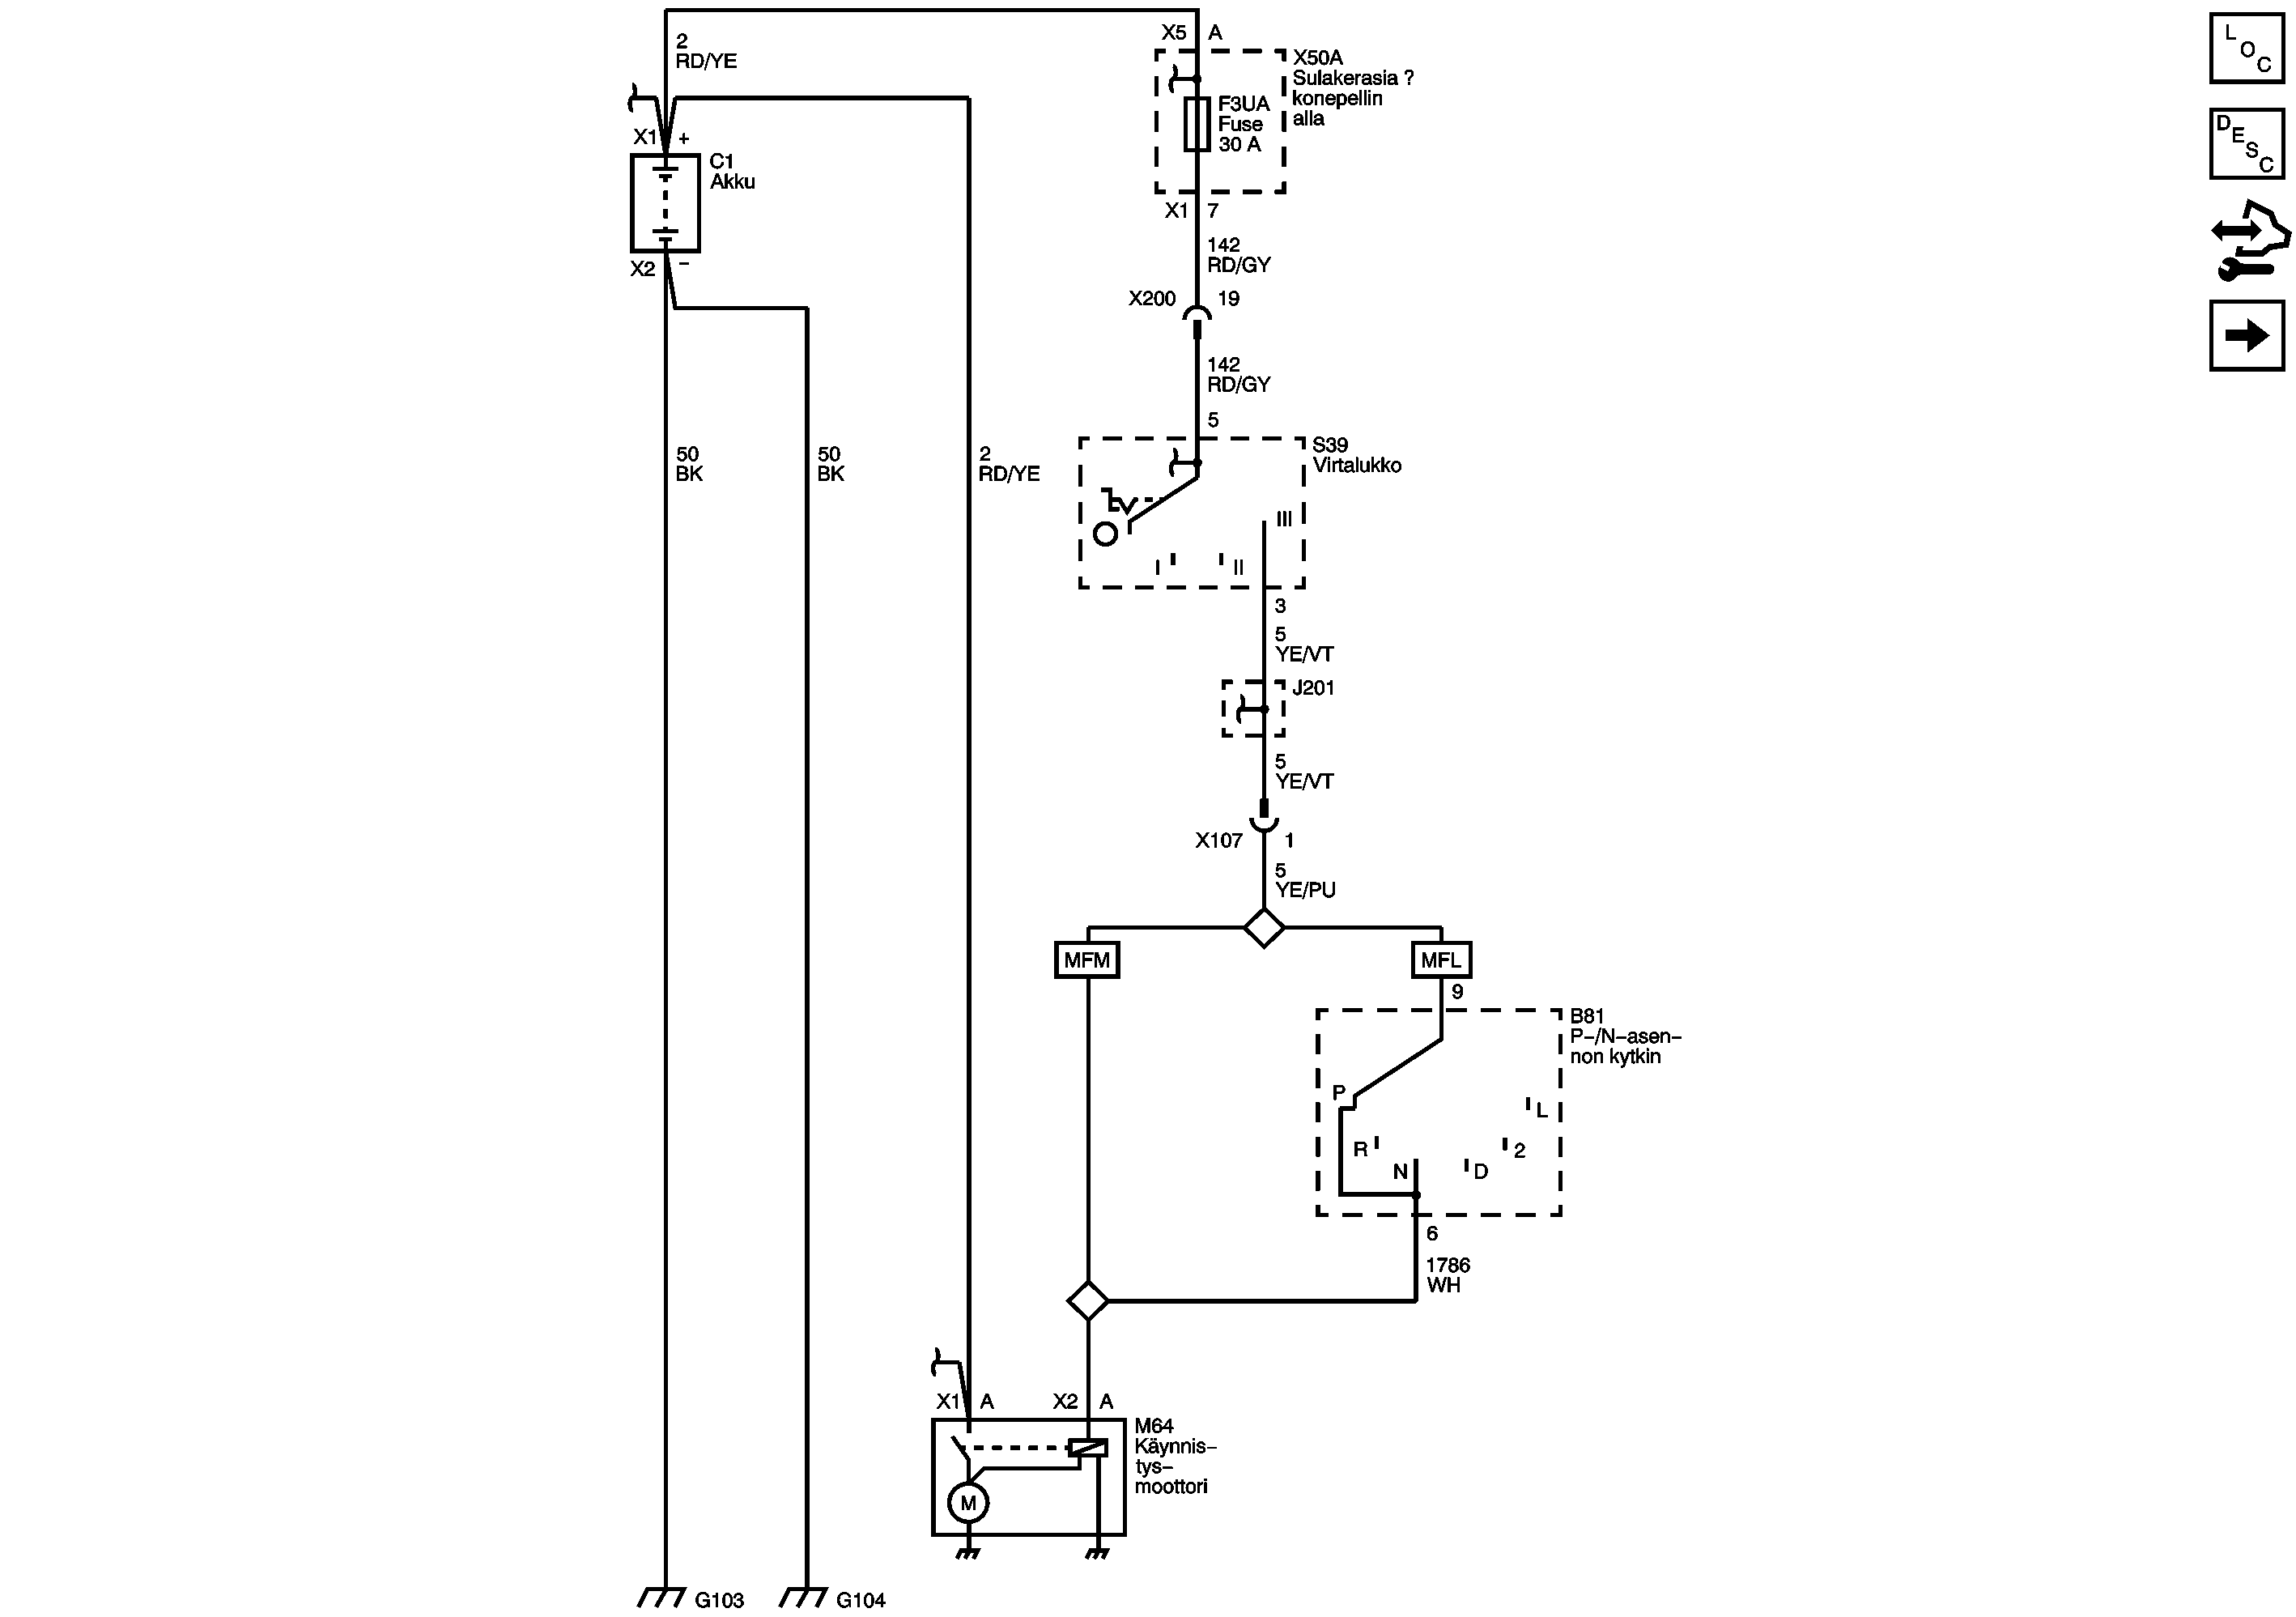 2
RD/YE
X1
+
C1
Akku
X2
−
50
BK
50
BK
2
RD/YE
X5 A
X50A
Sulakerasia ?
konepellin
alla
F3UA
Fuse
30 A
X1 7
142
RD/GY
X200 19
142
RD/GY
5
S39
Virtalukko
III
I
II
3
5
YE/VT
J201
5
YE/VT
X107 1
5
YE/PU
MFM
MFL
9
B81
P−/N−asen−
non kytkin
P
L
R
2
N
D
6
1786
WH
X1 A
X2 A
M64
Käynnis−
tys−
moottori
M
G103
G104
LOC
DESC